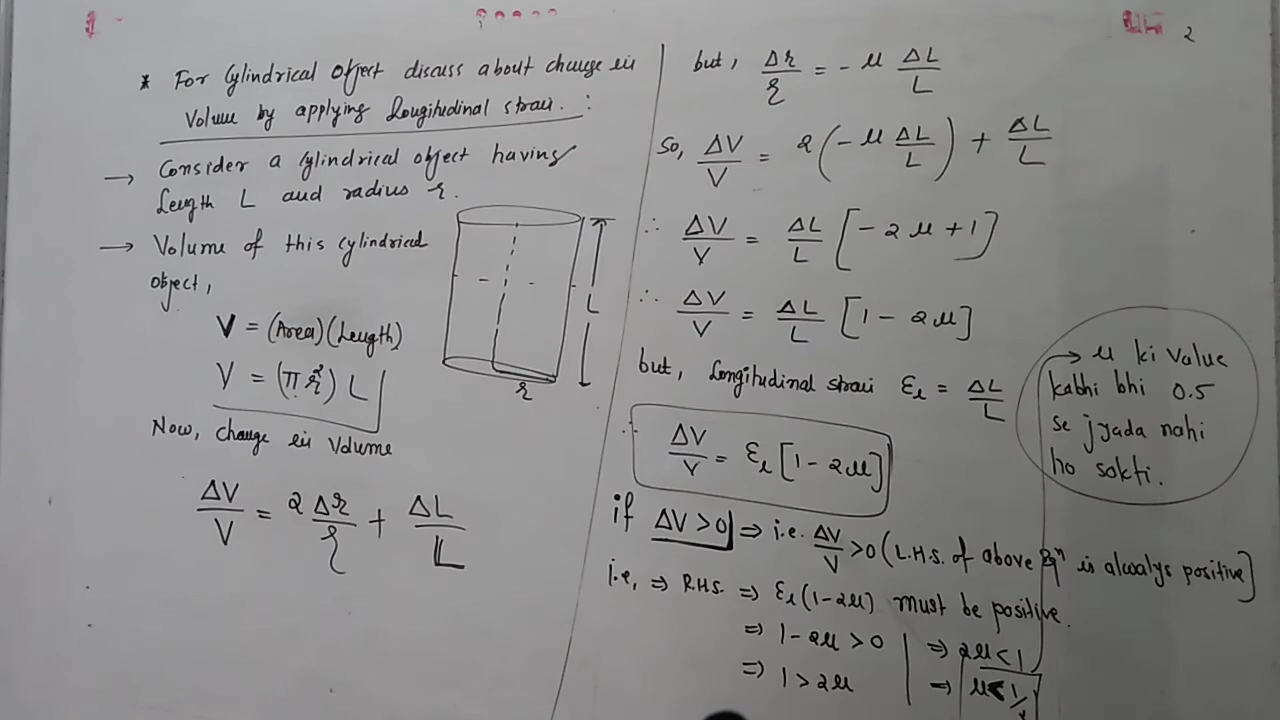 2
* For Cylindrical Object discuss about change in
Volume by applying Longitudinal strain. :
→ Consider a Cylindrical object having
Length L and radius r.
→ Volume of this cylindrical
object,
V = (Area)(Length)
V = (πr²) L
L
r
Now, change in Volume
ΔV/V = 2 Δr/r + ΔL/L
but, Δr/r = - μ ΔL/L
So, ΔV/V = 2(- μ ΔL/L) + ΔL/L
∴ ΔV/V = ΔL/L [-2μ+1]
∴ ΔV/V = ΔL/L [1-2μ]
but, Longitudinal strain εl = ΔL/L
∴ ΔV/V = εl [1-2μ]
→ μ ki value
kabhi bhi 0.5
se jyada nahi
ho sakti.
if ΔV>0 ⇒ i.e. ΔV/V >0 (L.H.S. of above Eqn is alwalys positive]
i.e, ⇒ R.H.S. ⇒ εl(1-2μ) must be positive.
⇒ 1-2μ>0 | ⇒ 2μ<1
⇒ 1>2μ | ⇒ μ<1/2